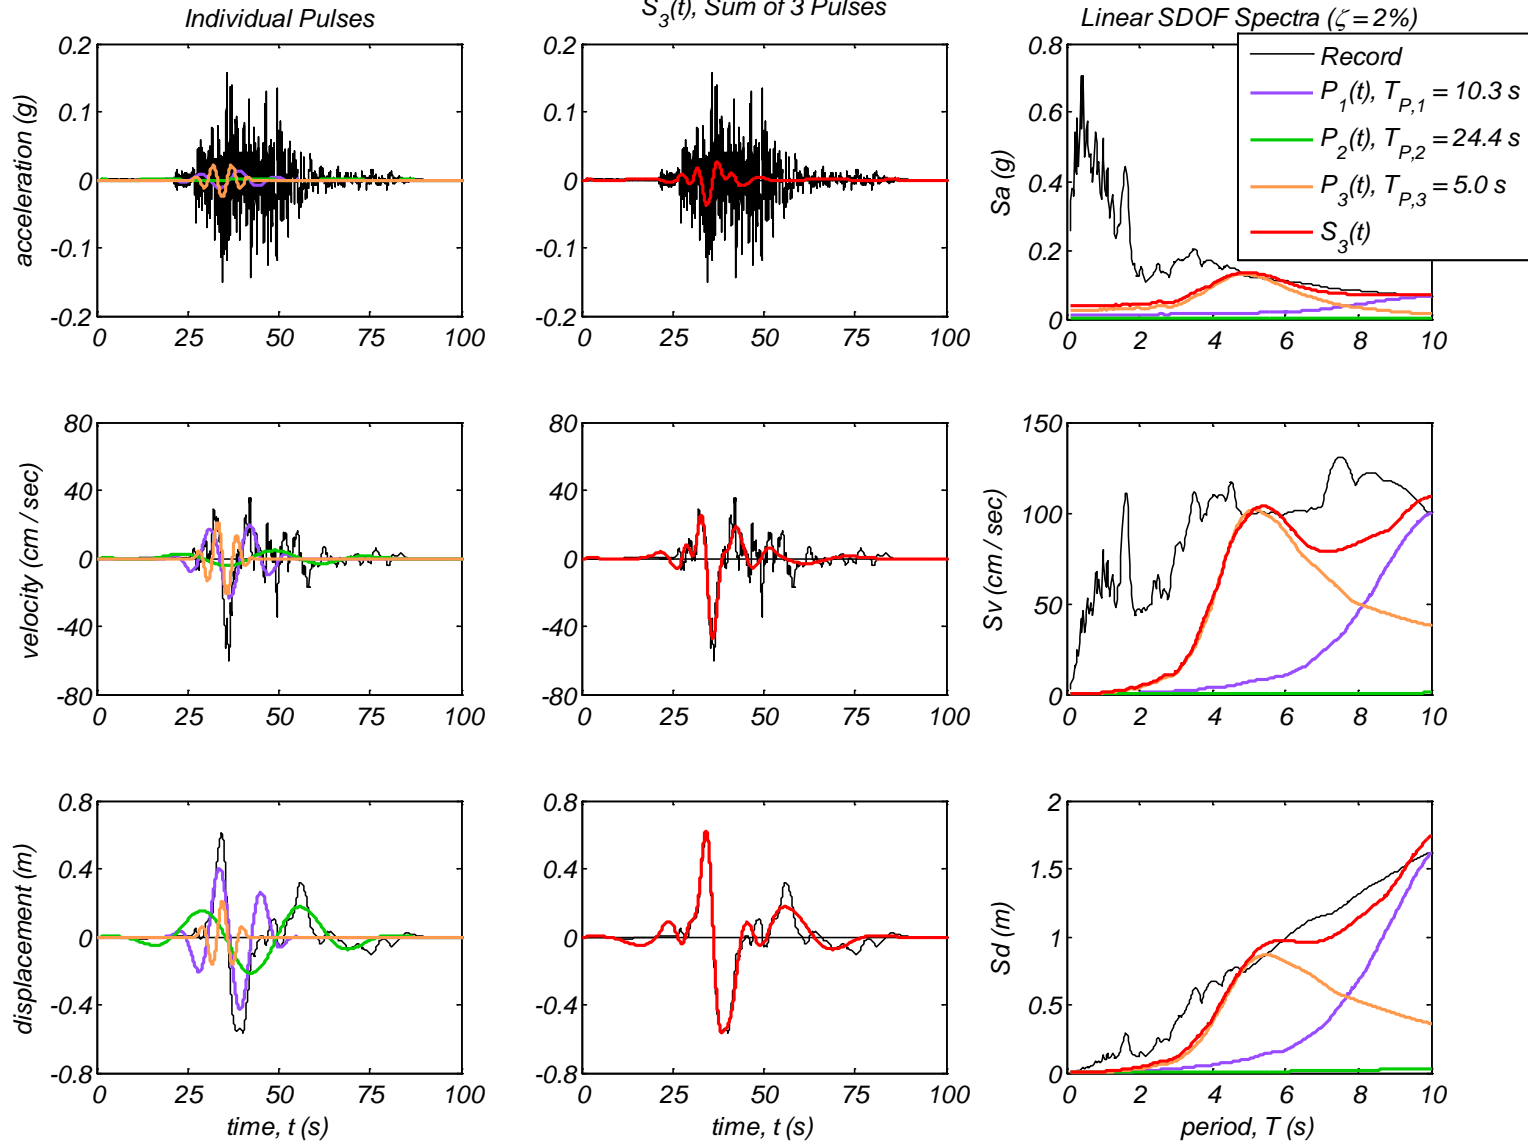 Individual Pulses
S3(t), Sum of 3 Pulses
Linear SDOF Spectra (ζ = 2%)
Record
P1(t), TP,1 = 10.3 s
P2(t), TP,2 = 24.4 s
P3(t), TP,3 = 5.0 s
S3(t)
acceleration (g)
0.2
0.1
0
-0.1
-0.2
0 25 50 75 100
0.2
0.1
0
-0.1
-0.2
0 25 50 75 100
Sa (g)
0.8
0.6
0.4
0.2
0
0 2 4 6 8 10
velocity (cm / sec)
80
40
0
-40
-80
0 25 50 75 100
80
40
0
-40
-80
0 25 50 75 100
Sv (cm / sec)
150
100
50
0
0 2 4 6 8 10
displacement (m)
0.8
0.4
0
-0.4
-0.8
0 25 50 75 100
time, t (s)
0.8
0.4
0
-0.4
-0.8
0 25 50 75 100
time, t (s)
Sd (m)
2
1.5
1
0.5
0
0 2 4 6 8 10
period, T (s)